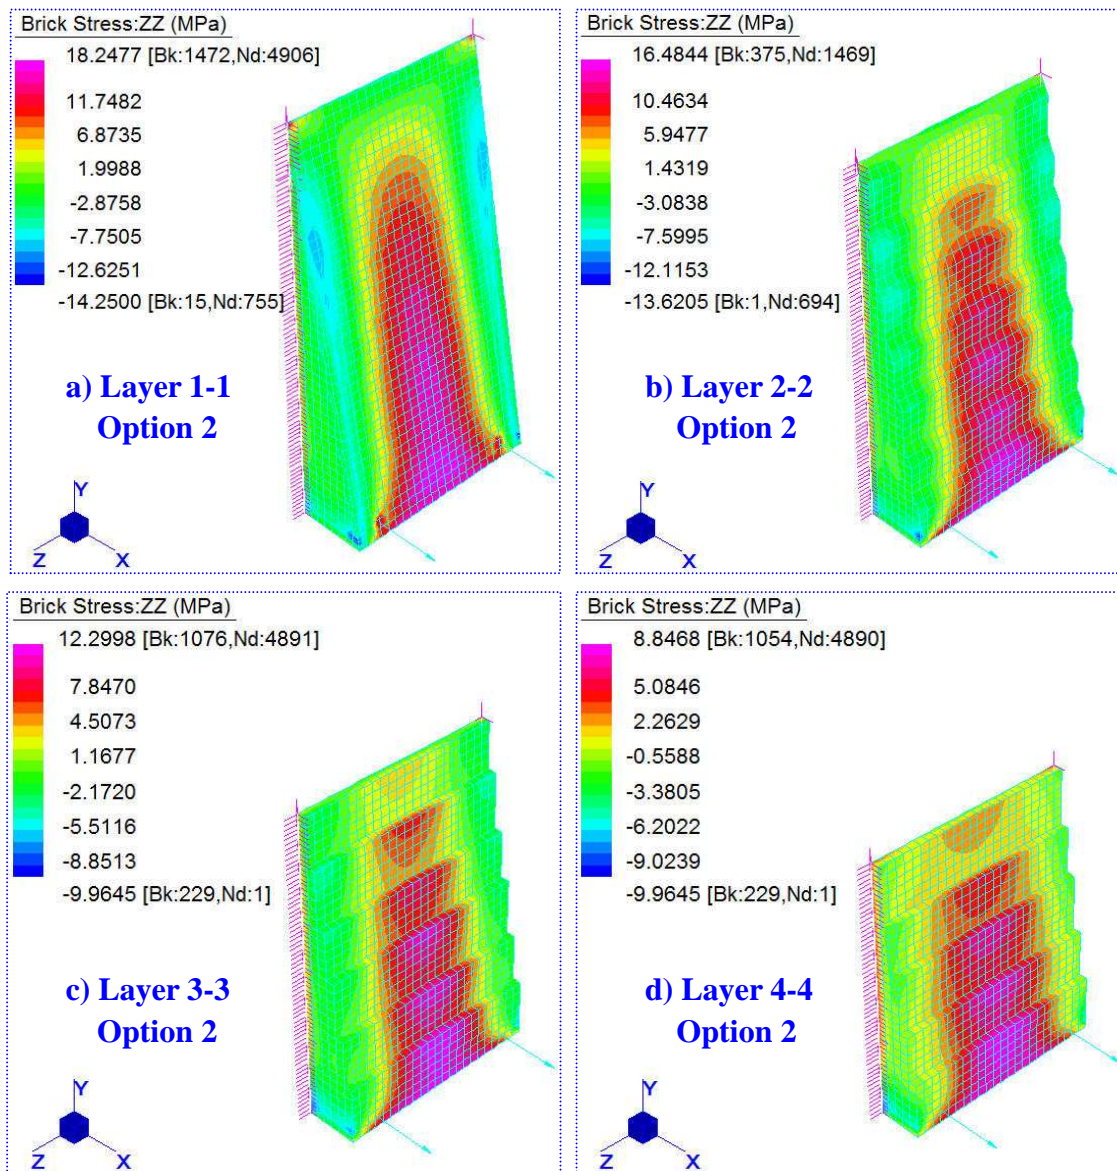 Brick Stress:ZZ (MPa)
18.2477 [Bk:1472,Nd:4906]
11.7482
6.8735
1.9988
-2.8758
-7.7505
-12.6251
-14.2500 [Bk:15,Nd:755]
a) Layer 1-1
Option 2
Y
Z
X
Brick Stress:ZZ (MPa)
16.4844 [Bk:375,Nd:1469]
10.4634
5.9477
1.4319
-3.0838
-7.5995
-12.1153
-13.6205 [Bk:1,Nd:694]
b) Layer 2-2
Option 2
Y
Z
X
Brick Stress:ZZ (MPa)
12.2998 [Bk:1076,Nd:4891]
7.8470
4.5073
1.1677
-2.1720
-5.5116
-8.8513
-9.9645 [Bk:229,Nd:1]
c) Layer 3-3
Option 2
Y
Z
X
Brick Stress:ZZ (MPa)
8.8468 [Bk:1054,Nd:4890]
5.0846
2.2629
-0.5588
-3.3805
-6.2022
-9.0239
-9.9645 [Bk:229,Nd:1]
d) Layer 4-4
Option 2
Y
Z
X